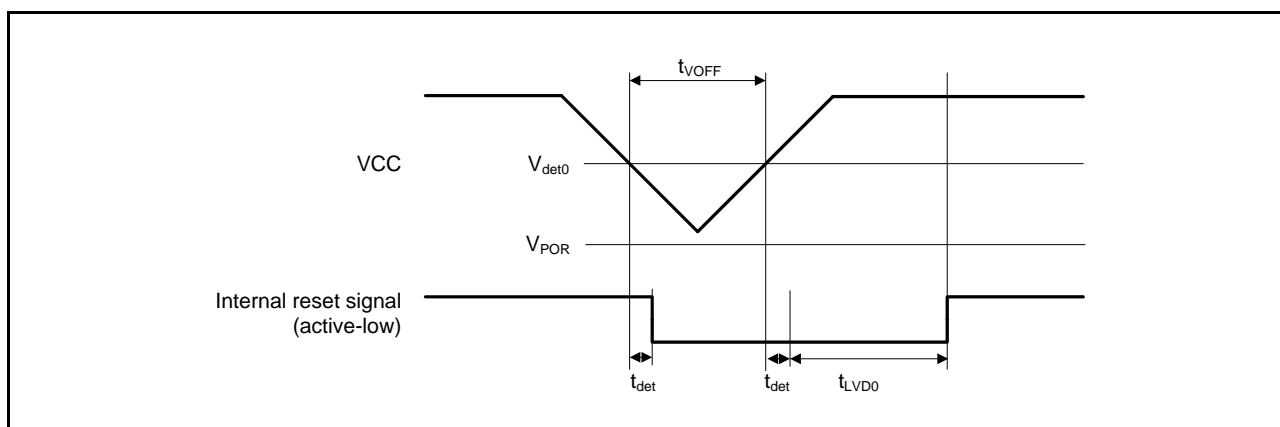 tVOFF
VCC
Vdet0
VPOR
Internal reset signal
(active-low)
tdet
tdet
tLVD0